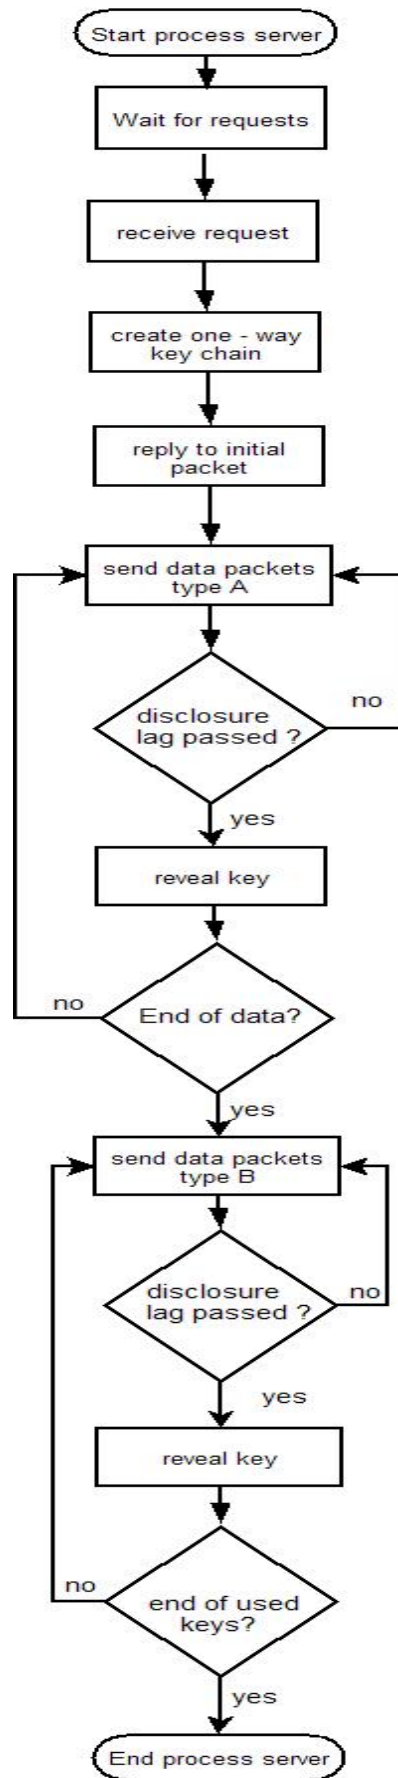 Start process server
Wait for requests
receive request
create one - way
key chain
reply to initial
packet
send data packets
type A
disclosure
lag passed ?
no
yes
reveal key
End of data?
no
yes
send data packets
type B
disclosure
lag passed ?
no
yes
reveal key
end of used
keys?
no
yes
End process server